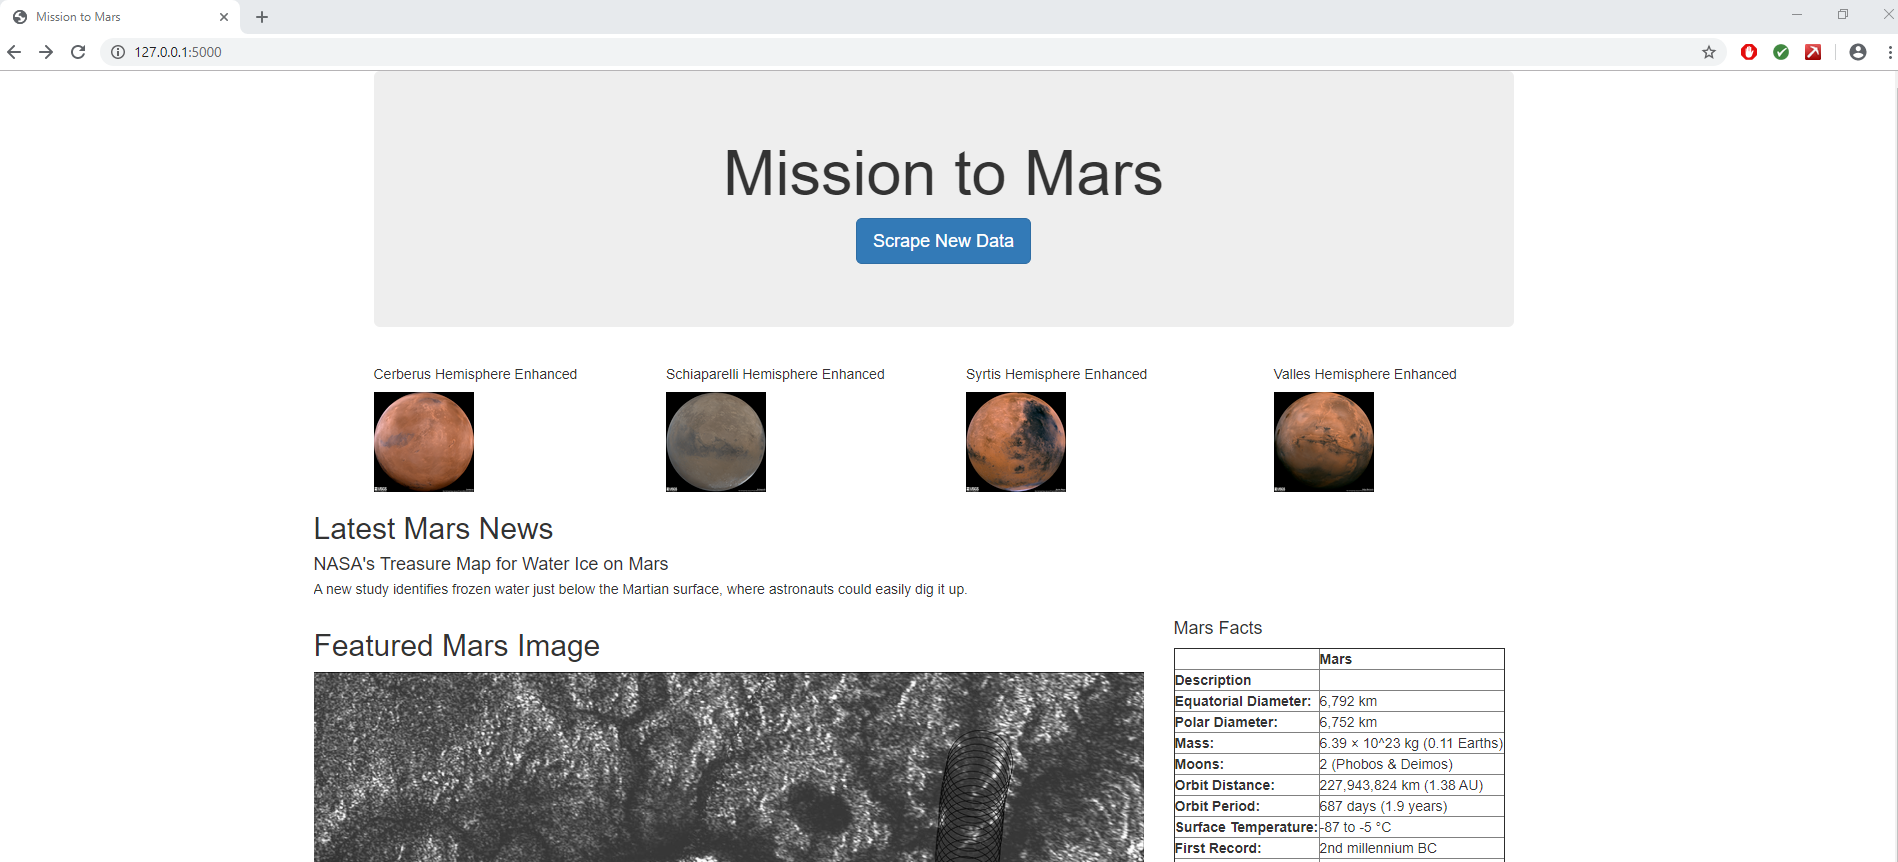 Mission to Mars
127.0.0.1:5000
Mission to Mars
Scrape New Data
Cerberus Hemisphere Enhanced
Schiaparelli Hemisphere Enhanced
Syrtis Hemisphere Enhanced
Valles Hemisphere Enhanced
Latest Mars News
NASA's Treasure Map for Water Ice on Mars
A new study identifies frozen water just below the Martian surface, where astronauts could easily dig it up.
Featured Mars Image
Mars Facts
Mars
Description
Equatorial Diameter: 6,792 km
Polar Diameter: 6,752 km
Mass: 6.39 × 10^23 kg (0.11 Earths)
Moons: 2 (Phobos & Deimos)
Orbit Distance: 227,943,824 km (1.38 AU)
Orbit Period: 687 days (1.9 years)
Surface Temperature: -87 to -5 °C
First Record: 2nd millennium BC